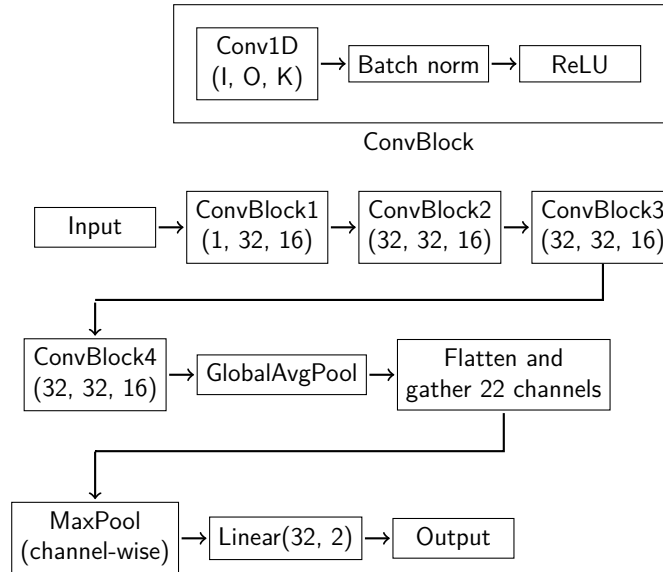 Conv1D
(I, O, K)
Batch norm
ReLU
ConvBlock
Input
ConvBlock1
(1, 32, 16)
ConvBlock2
(32, 32, 16)
ConvBlock3
(32, 32, 16)
ConvBlock4
(32, 32, 16)
GlobalAvgPool
Flatten and
gather 22 channels
MaxPool
(channel-wise)
Linear(32, 2)
Output